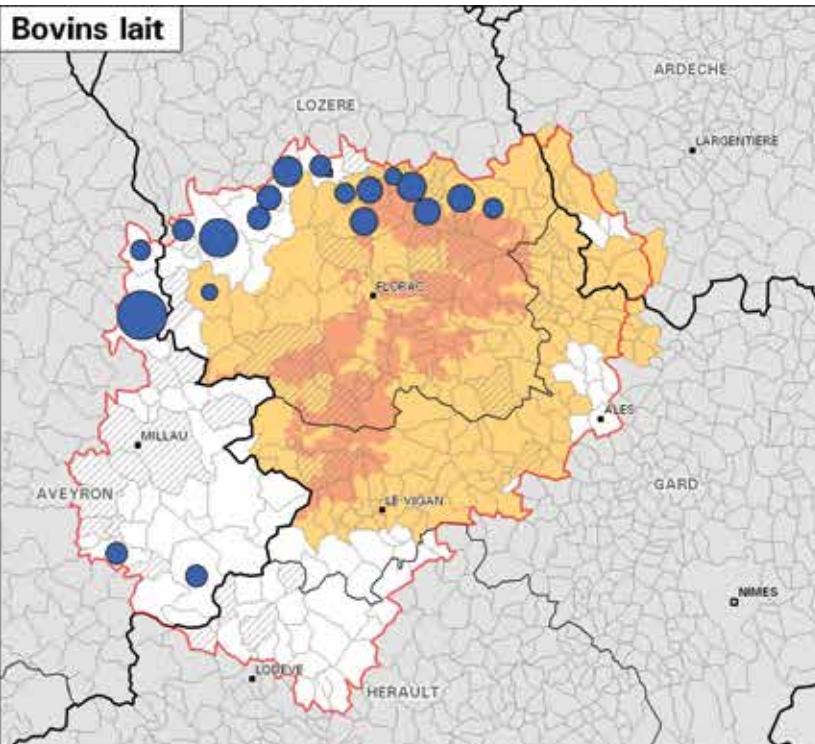 Bovins lait
ARDECHE
LOZERE
LARGENTIERE
FLORAC
ALES
MILLAU
AVEYRON
GARD
LE VIGAN
NIMES
LODEVE
HERAULT